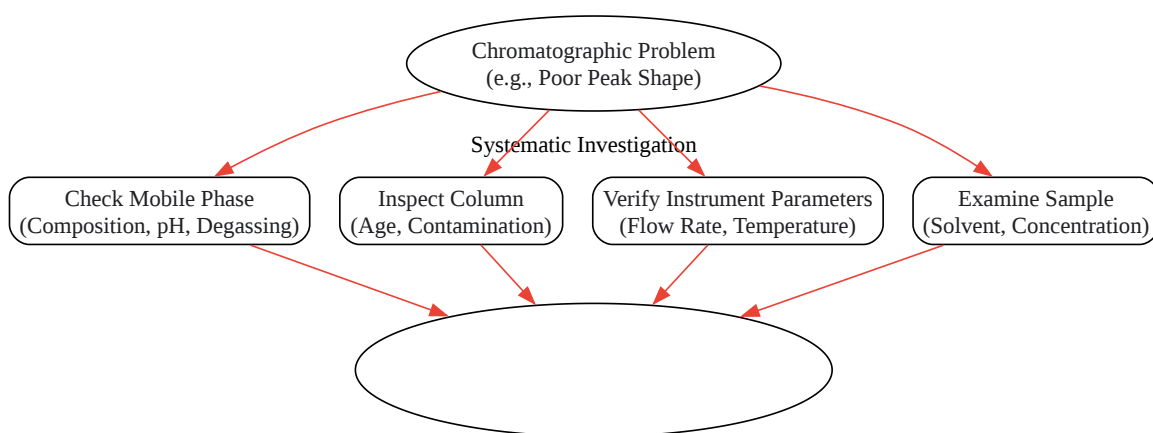 Chromatographic Problem
(e.g., Poor Peak Shape)
Systematic Investigation
Check Mobile Phase
(Composition, pH, Degassing)
Inspect Column
(Age, Contamination)
Verify Instrument Parameters
(Flow Rate, Temperature)
Examine Sample
(Solvent, Concentration)